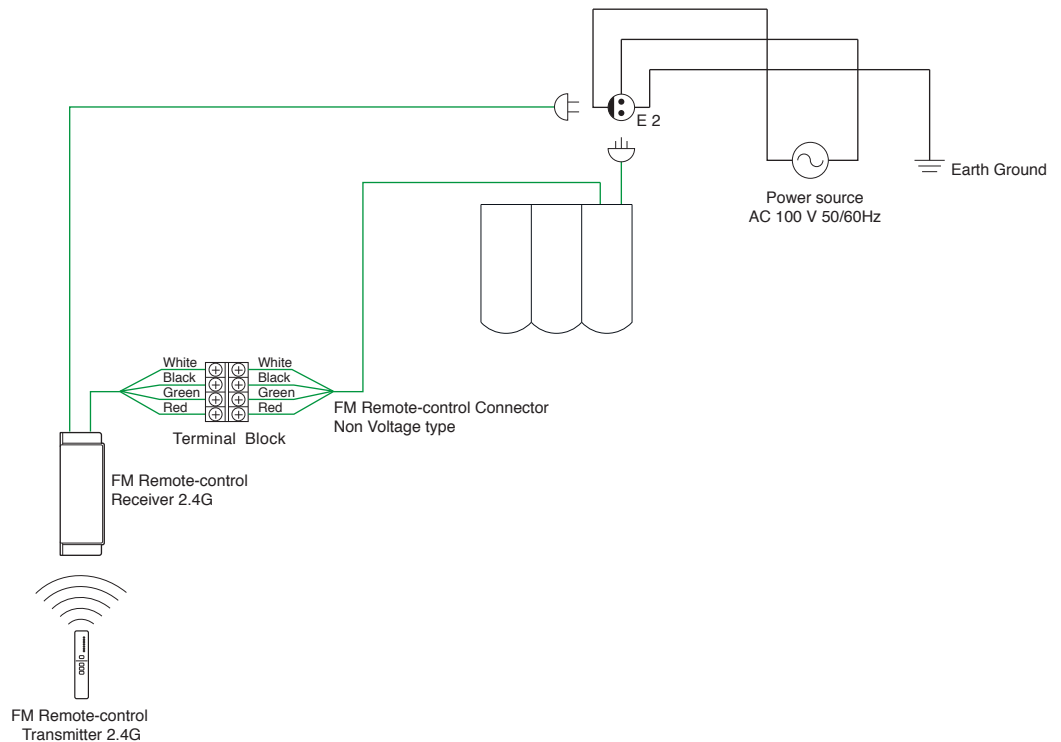 E 2
Earth Ground
Power source
AC 100 V 50/60Hz
White White
Black Black
Green Green
Red Red
FM Remote-control Connector
Non Voltage type
Terminal Block
FM Remote-control
Receiver 2.4G
FM Remote-control
Transmitter 2.4G